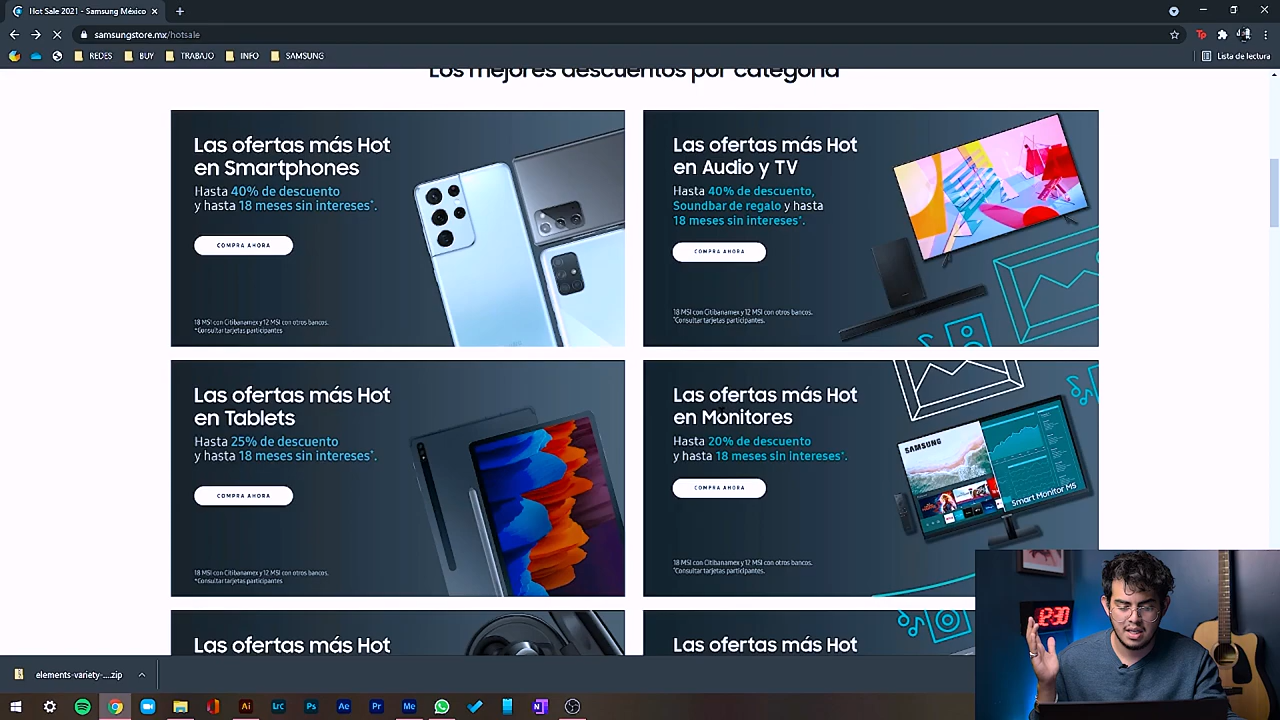 Hot Sale 2021 - Samsung México
samsungstore.mx/hotsale
REDES BUY TRABAJO INFO SAMSUNG
Lista de lectura
Los mejores descuentos por categoría
Las ofertas más Hot
en Smartphones
Hasta 40% de descuento
y hasta 18 meses sin intereses*.
COMPRA AHORA
18 MSI con Citibanamex y 12 MSI con otros bancos.
*Consultar tarjetas participantes
Las ofertas más Hot
en Audio y TV
Hasta 40% de descuento,
Soundbar de regalo y hasta
18 meses sin intereses*.
COMPRA AHORA
18 MSI con Citibanamex y 12 MSI con otros bancos.
*Consultar tarjetas participantes.
Las ofertas más Hot
en Tablets
Hasta 25% de descuento
y hasta 18 meses sin intereses*.
COMPRA AHORA
18 MSI con Citibanamex y 12 MSI con otros bancos.
*Consultar tarjetas participantes
Las ofertas más Hot
en Monitores
Hasta 20% de descuento
y hasta 18 meses sin intereses*.
COMPRA AHORA
18 MSI con Citibanamex y 12 MSI con otros bancos.
*Consultar tarjetas participantes.
SAMSUNG
Smart Monitor M5
Las ofertas más Hot
Las ofertas más Hot
12:30
elements-variety-....zip
Ai Lrc Ps Ae Pr Me N